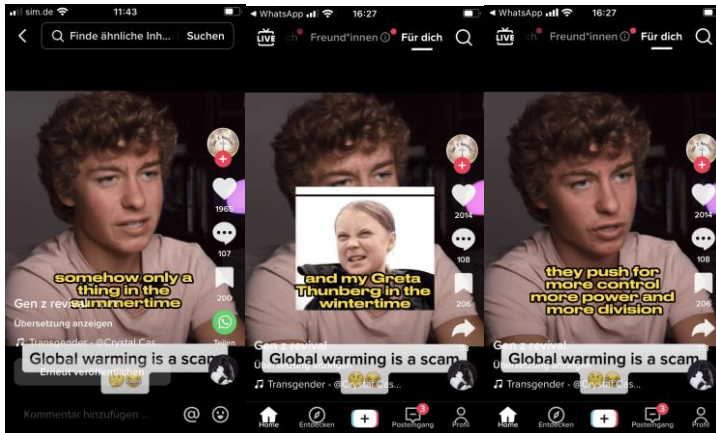 sim.de
11:43
Finde ähnliche Inh...
Suchen
1965
107
somehow only a
thing in the
summertime
200
Gen z revival
Übersetzung anzeigen
Transgender - @Crystal Cas
Teilen
Global warming is a scam
Erneut veröffentlichen
Kommentar hinzufügen ...
WhatsApp
16:27
LIVE
Freund*innen
Für dich
2014
108
and my Greta
Thunberg in the
wintertime
206
Gen z revival
Übersetzung anzeigen
Global warming is a scam
Transgender - @Crystal Cas...
Home
Entdecken
3
Posteingang
Profil
WhatsApp
16:27
LIVE
Freund*innen
Für dich
2014
108
they push for
more control
more power and
more division
206
Gen z revival
Übersetzung anzeigen
Global warming is a scam
Transgender - @Crystal Cas...
Home
Entdecken
3
Posteingang
Profil